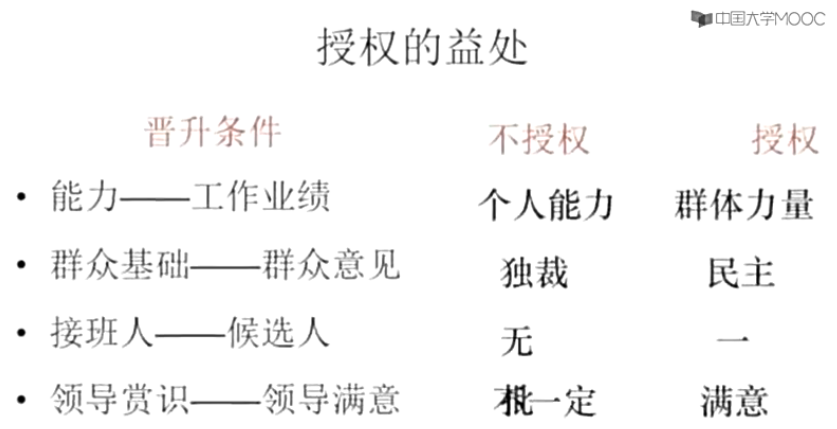 中国大学MOOC
授权的益处
晋升条件 不授权 授权
• 能力——工作业绩 个人能力 群体力量
• 群众基础——群众意见 独裁 民主
• 接班人——候选人 无 一
• 领导赏识——领导满意 一定 满意